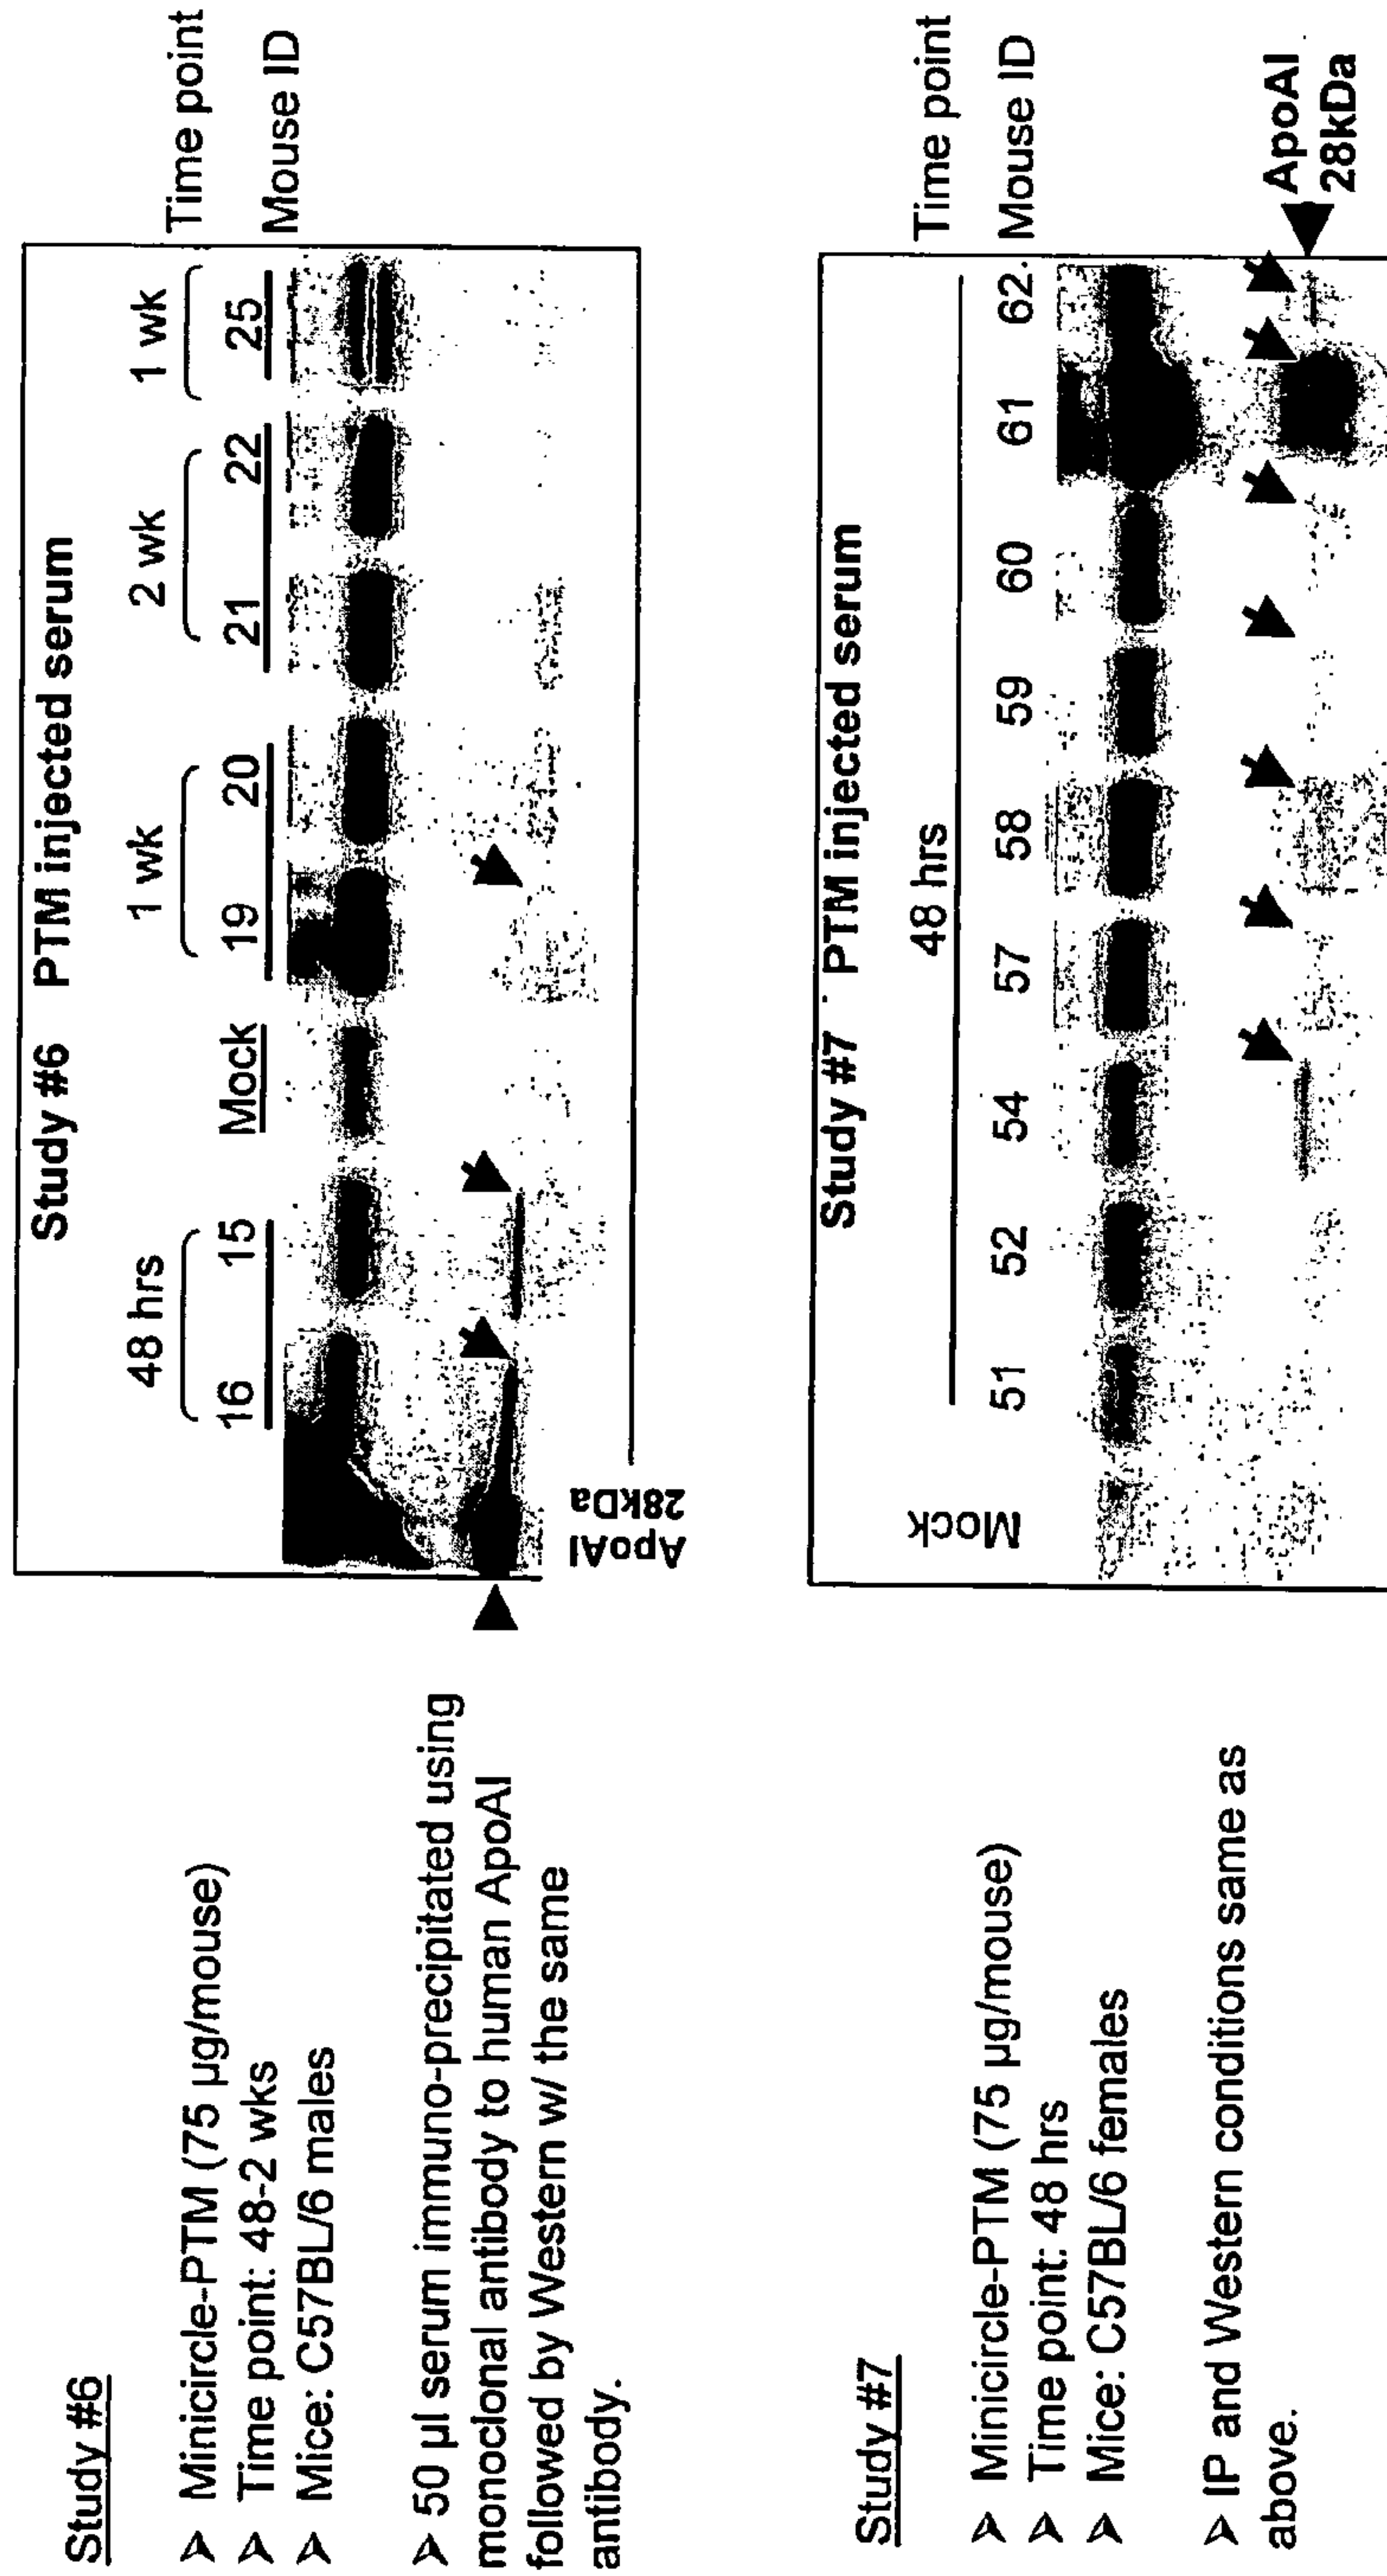 Study #6
➢ Minicircle-PTM (75 µg/mouse)
➢ Time point: 48-2 wks
➢ Mice: C57BL/6 males
➢ 50 µl serum immuno-precipitated using
monoclonal antibody to human ApoAI
followed by Western w/ the same
antibody.
Study #6 PTM injected serum
48 hrs 1 wk 2 wk 1 wk Time point
16 15 Mock 19 20 21 22 25 Mouse ID
ApoAI
28kDa
Study #7
➢ Minicircle-PTM (75 µg/mouse)
➢ Time point: 48 hrs
➢ Mice: C57BL/6 females
➢ IP and Western conditions same as
above.
Study #7 PTM injected serum
48 hrs Time point
Mock 51 52 54 57 58 59 60 61 62 Mouse ID
ApoAI
28kDa